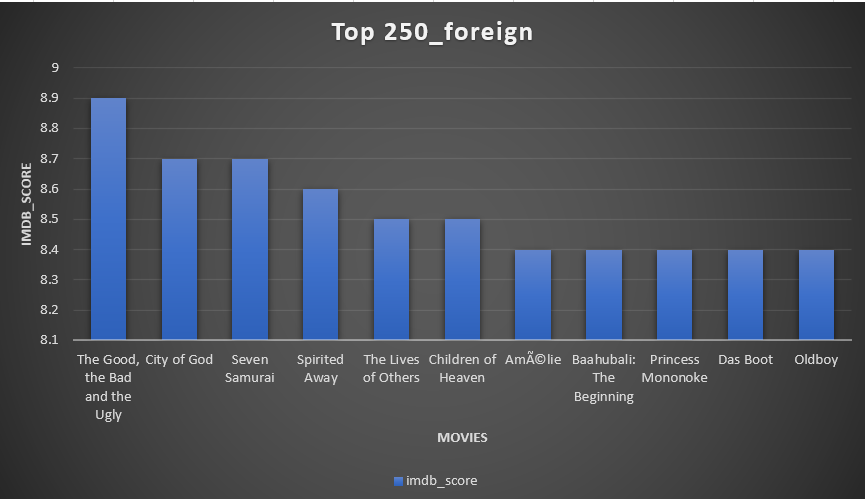 Top 250_foreign
9
8.9
8.8
8.7
8.6
8.5
8.4
8.3
8.2
8.1
IMDB_SCORE
The Good,
the Bad
and the
Ugly
City of God
Seven
Samurai
Spirited
Away
The Lives
of Others
Children of
Heaven
AmÃ©lie
Baahubali:
The
Beginning
Princess
Mononoke
Das Boot
Oldboy
MOVIES
imdb_score